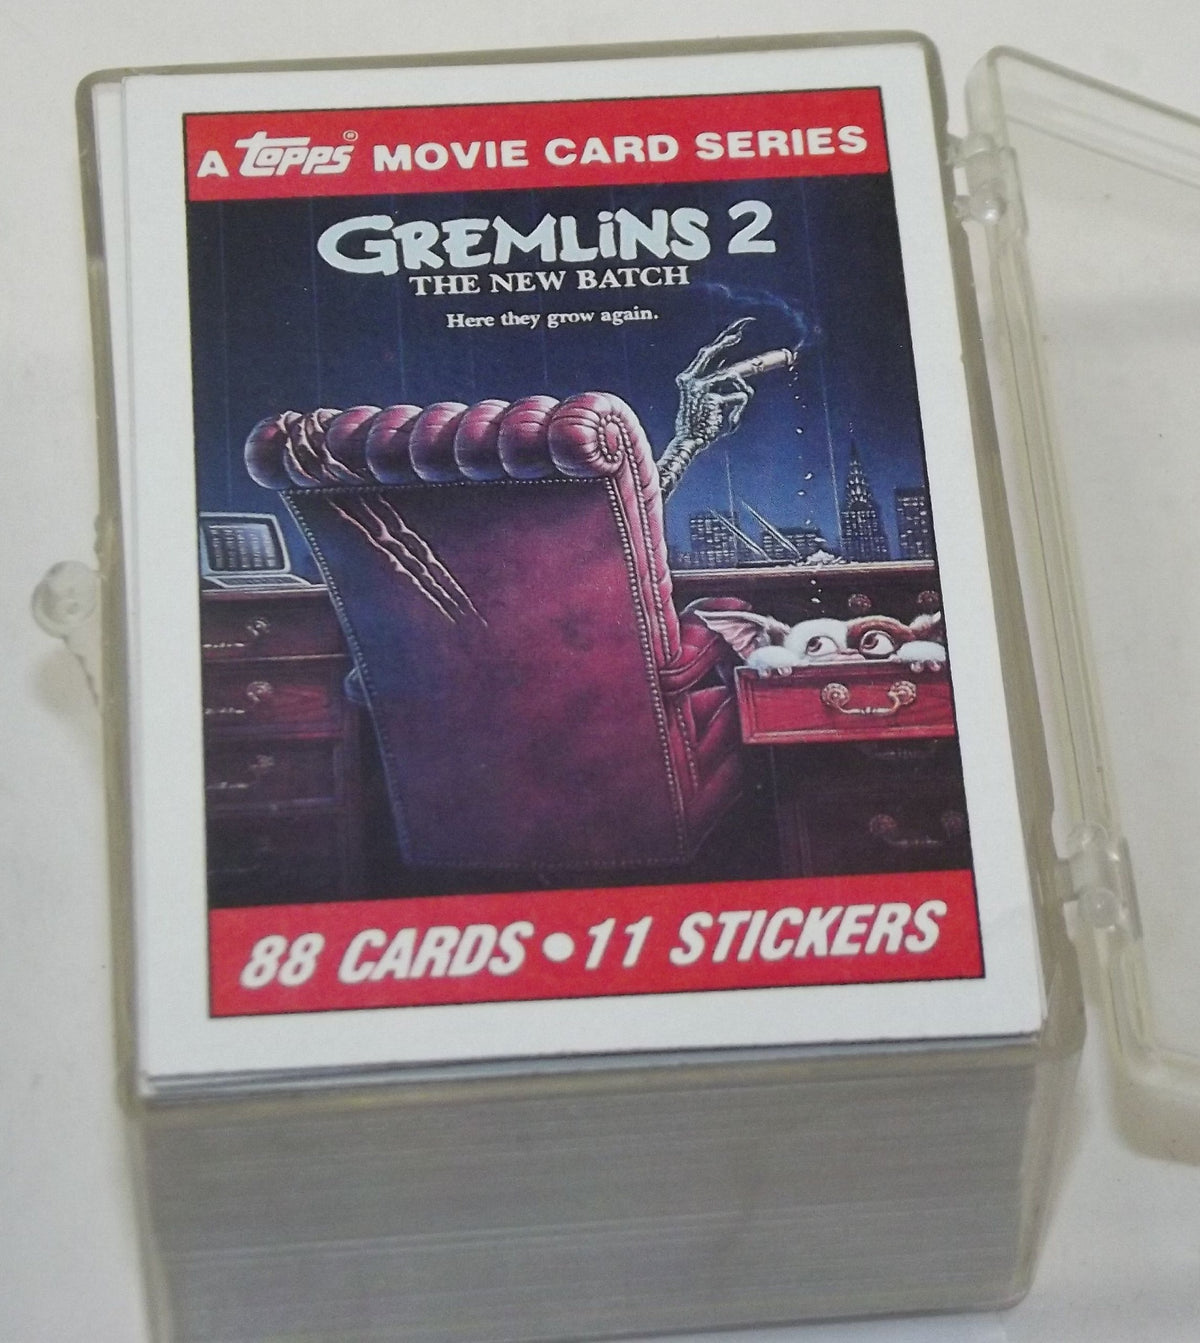 A Topps® MOVIE CARD SERIES
GREMLiNS 2
THE NEW BATCH
Here they grow again.
88 CARDS • 11 STICKERS